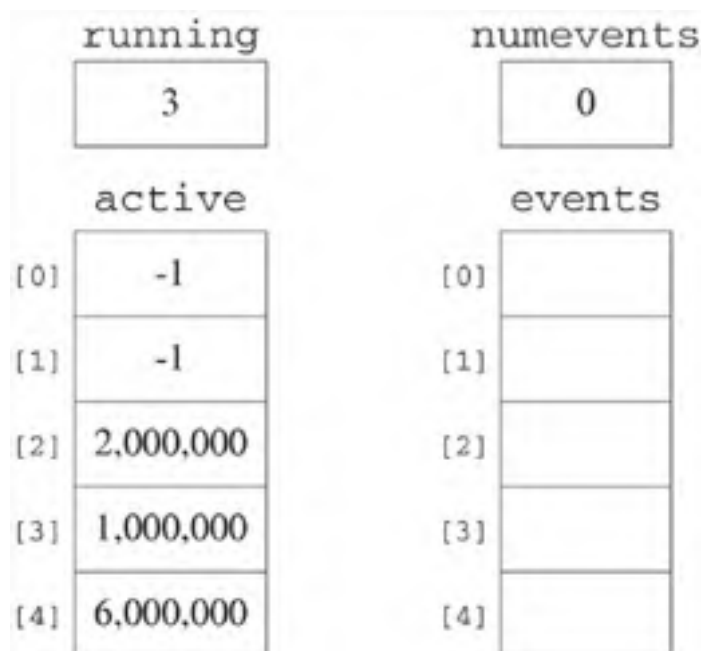 running numevents
3 0
active events
[0] -1 [0]
[1] -1 [1]
[2] 2,000,000 [2]
[3] 1,000,000 [3]
[4] 6,000,000 [4]